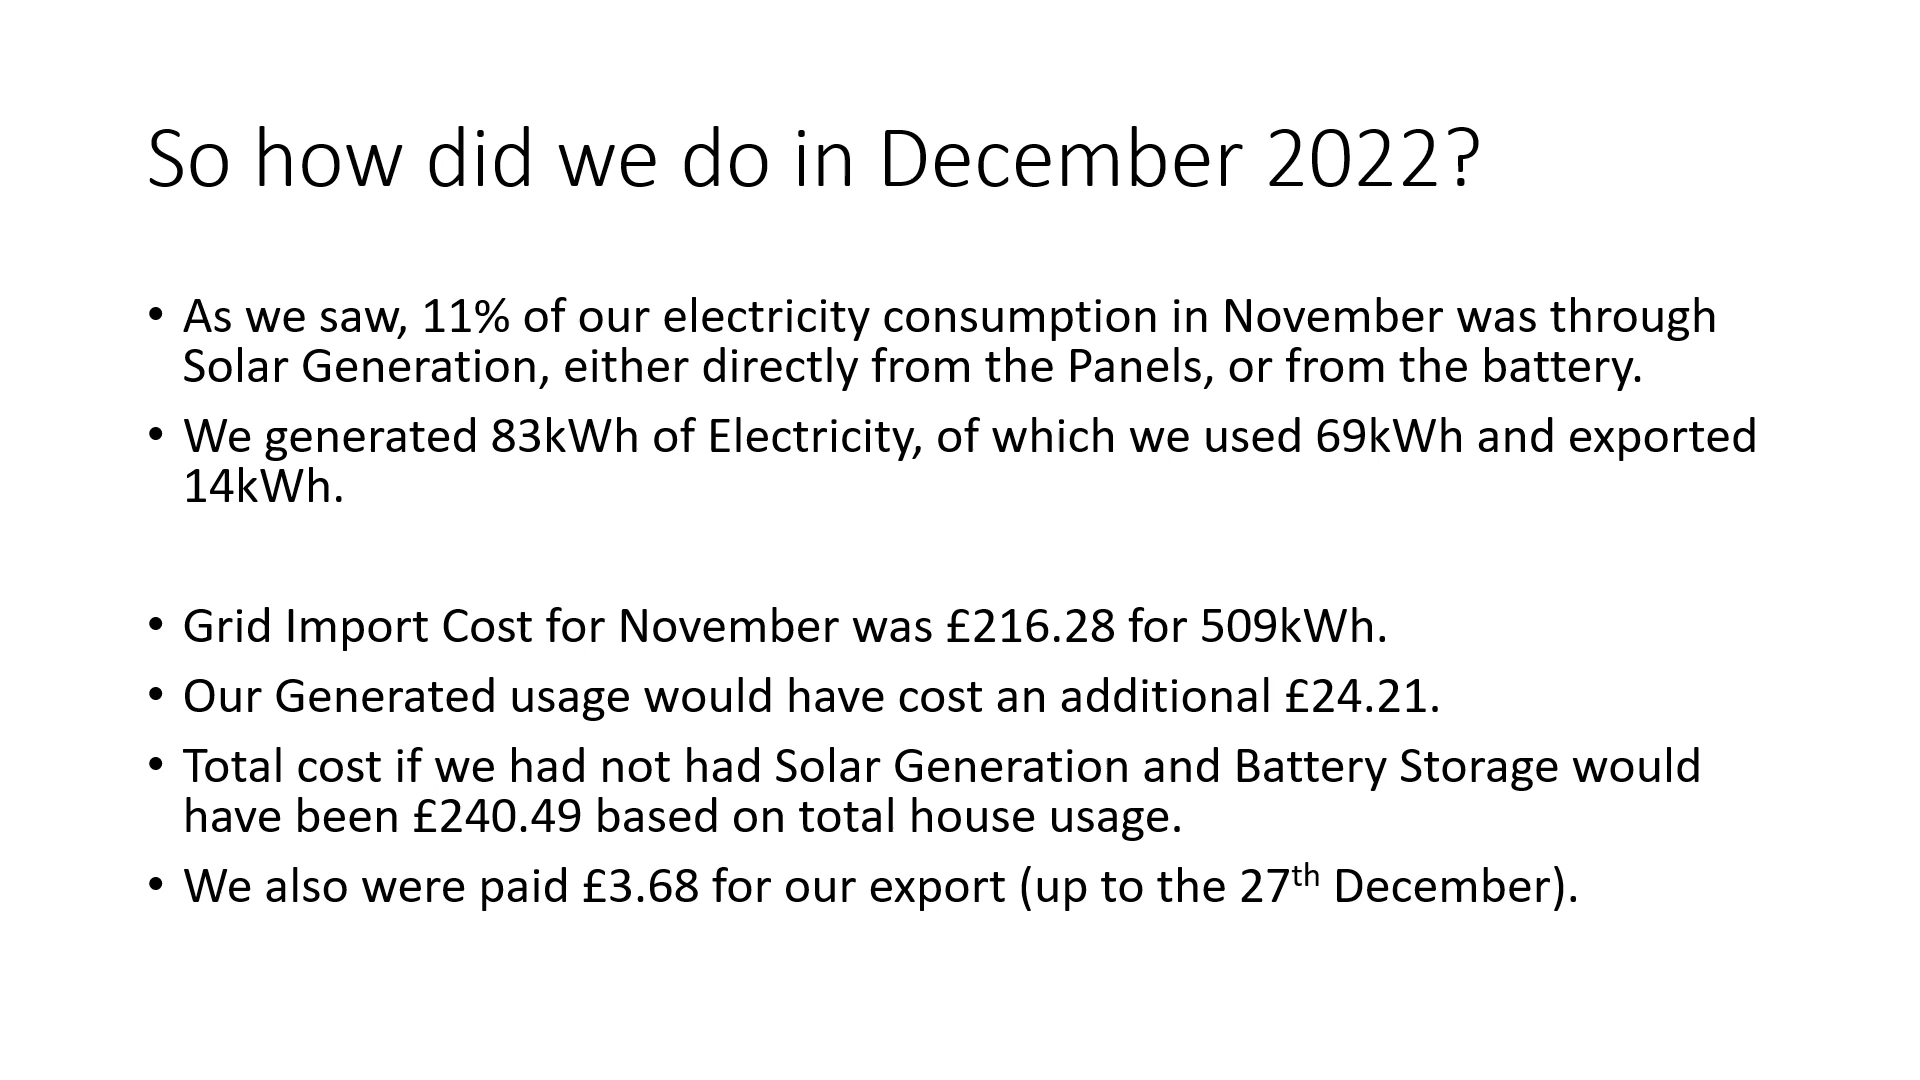 So how did we do in December 2022?
• As we saw, 11% of our electricity consumption in November was through
Solar Generation, either directly from the Panels, or from the battery.
• We generated 83kWh of Electricity, of which we used 69kWh and exported
14kWh.
• Grid Import Cost for November was £216.28 for 509kWh.
• Our Generated usage would have cost an additional £24.21.
• Total cost if we had not had Solar Generation and Battery Storage would
have been £240.49 based on total house usage.
• We also were paid £3.68 for our export (up to the 27th December).